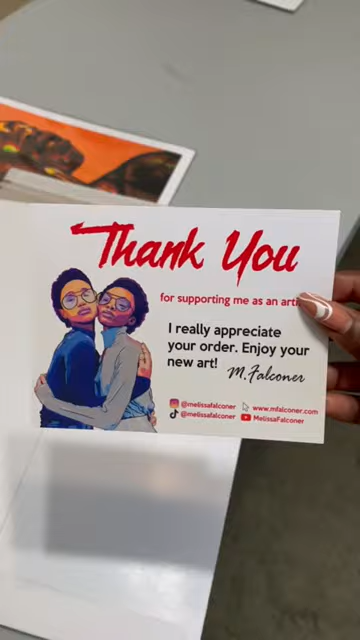 Thank You
for supporting me as an arti
I really appreciate
your order. Enjoy your
new art!
M.Falconer
@melissafalconer www.mfalconer.com
@melissafalconer MelissaFalconer